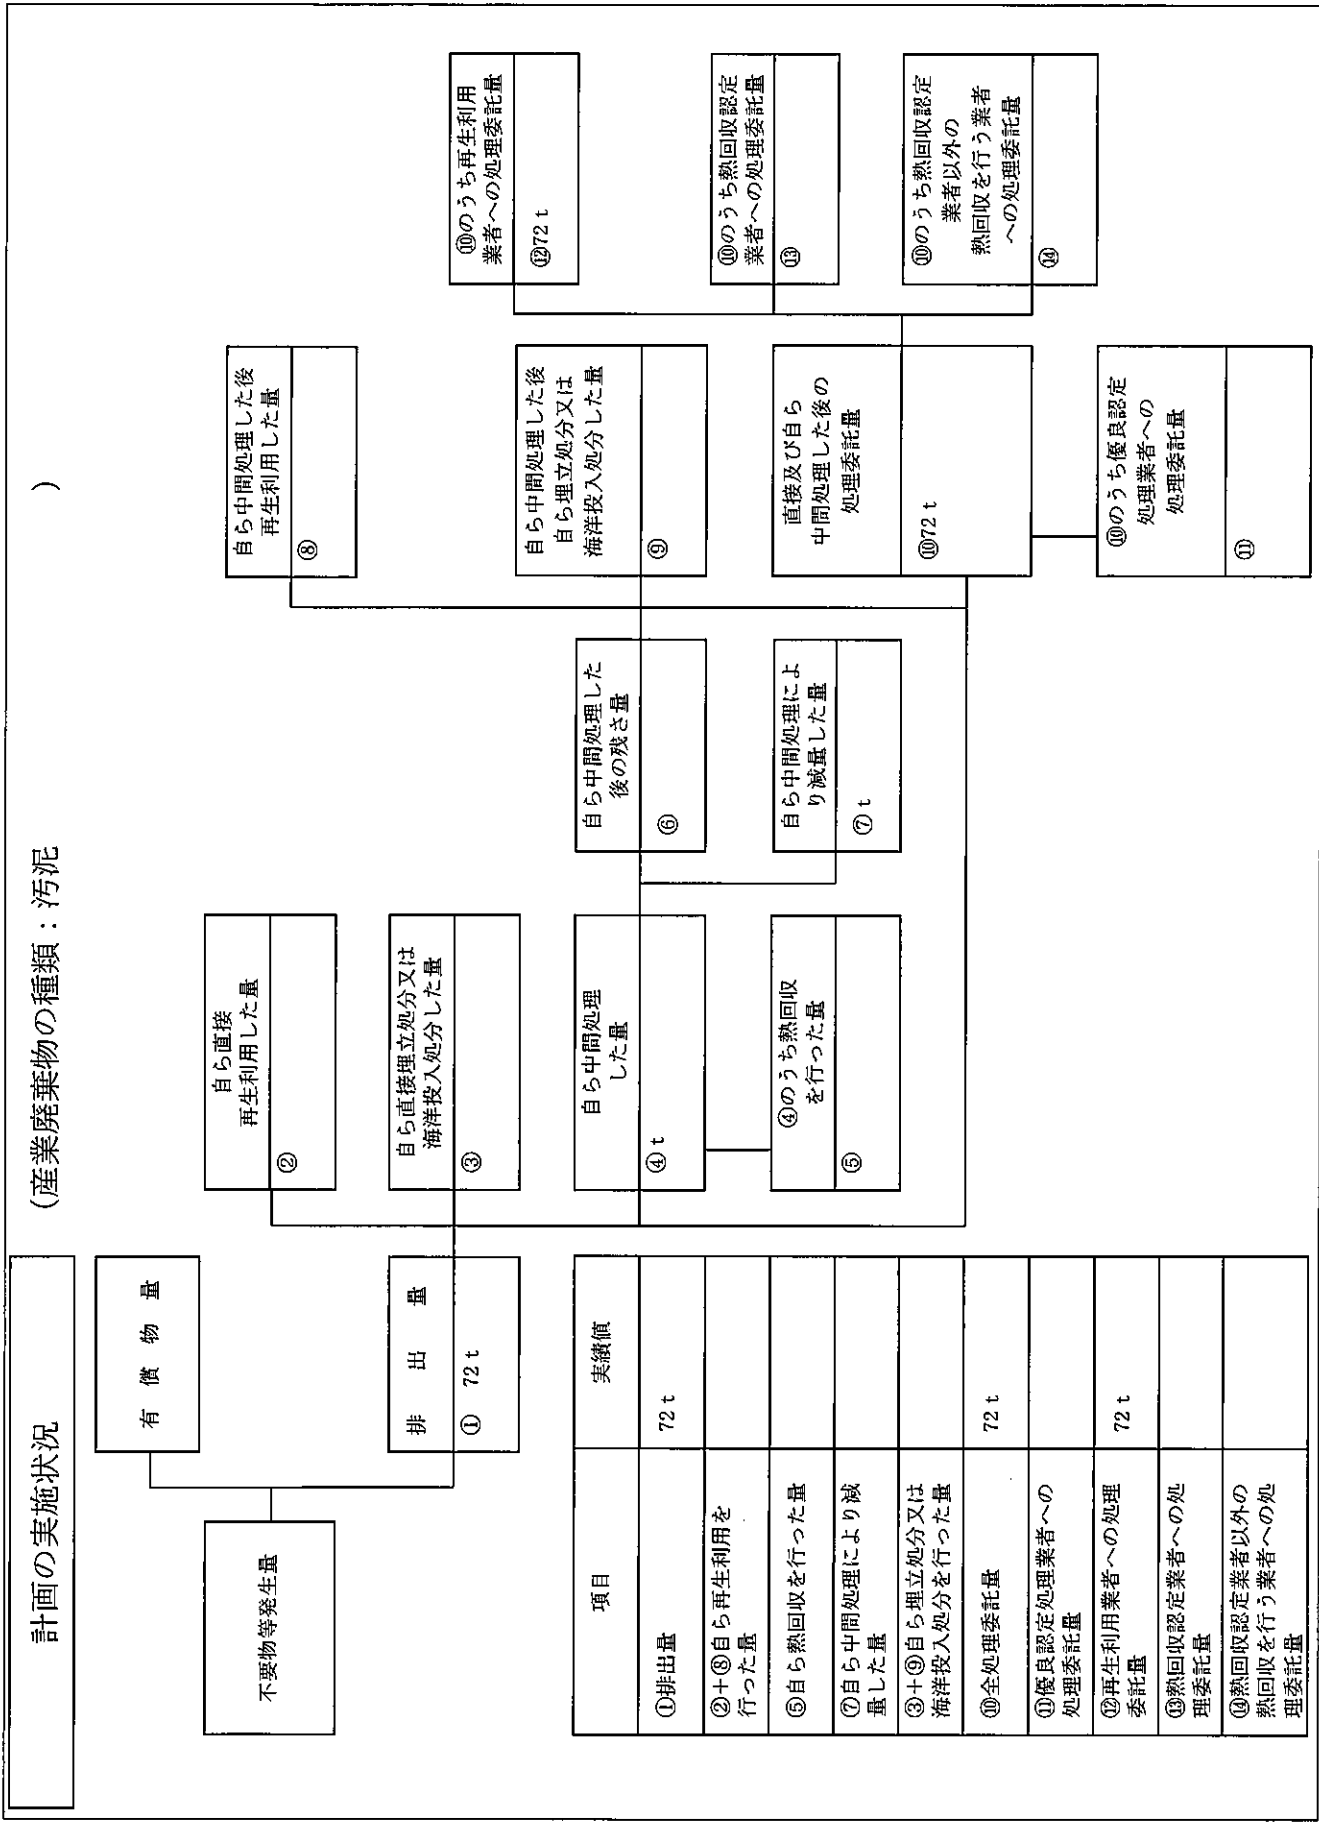 計画の実施状況
(産業廃棄物の種類：汚泥
)
不要物等発生量
有償物量
排出量
① 72 t
自ら直接
再生利用した量
②
自ら直接埋立処分又は
海洋投入処分した量
③
自ら中間処理
した量
④ t
④のうち熱回収
を行った量
⑤
自ら中間処理した
後の残さ量
⑥
自ら中間処理によ
り減量した量
⑦ t
自ら中間処理した後
再生利用した量
⑧
自ら中間処理した後
自ら埋立処分又は
海洋投入処分した量
⑨
直接及び自ら
中間処理した後の
処理委託量
⑩72 t
⑩のうち優良認定
処理業者への
処理委託量
⑪
⑩のうち再生利用
業者への処理委託量
⑫72 t
⑩のうち熱回収認定
業者への処理委託量
⑬
⑩のうち熱回収認定
業者以外の
熱回収を行う業者
への処理委託量
⑭
項目 実績値
①排出量 72 t
②+⑧自ら再生利用を
行った量
⑤自ら熱回収を行った量
⑦自ら中間処理により減
量した量
③+⑨自ら埋立処分又は
海洋投入処分を行った量
⑩全処理委託量 72 t
⑪優良認定処理業者への
処理委託量
⑫再生利用業者への処理
委託量 72 t
⑬熱回収認定業者への処
理委託量
⑭熱回収認定業者以外の
熱回収を行う業者への処
理委託量